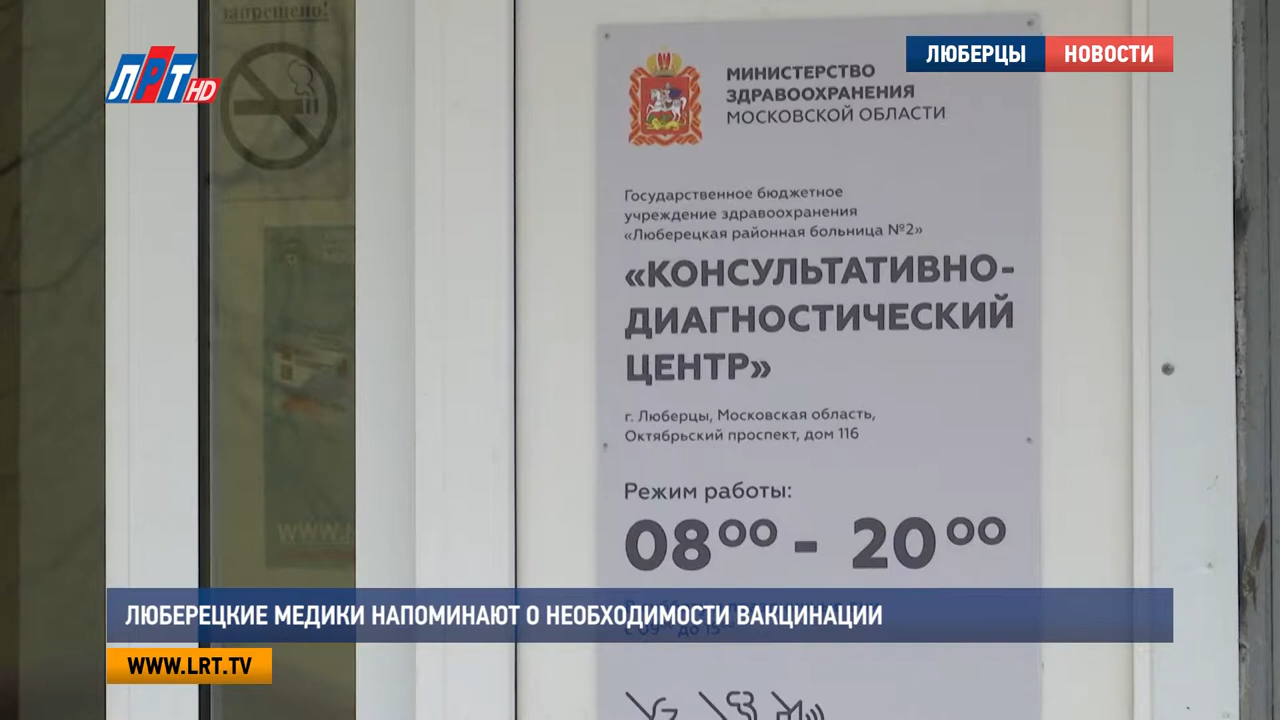 запрещено!
ЛРТ HD
ЛЮБЕРЦЫ НОВОСТИ
МИНИСТЕРСТВО
ЗДРАВООХРАНЕНИЯ
МОСКОВСКОЙ ОБЛАСТИ
Государственное бюджетное
учреждение здравоохранения
«Люберецкая районная больница №2»
«КОНСУЛЬТАТИВНО-
ДИАГНОСТИЧЕСКИЙ
ЦЕНТР»
г. Люберцы, Московская область,
Октябрьский проспект, дом 116
Режим работы:
08⁰⁰ - 20⁰⁰
www.
ЛЮБЕРЕЦКИЕ МЕДИКИ НАПОМИНАЮТ О НЕОБХОДИМОСТИ ВАКЦИНАЦИИ
WWW.LRT.TV